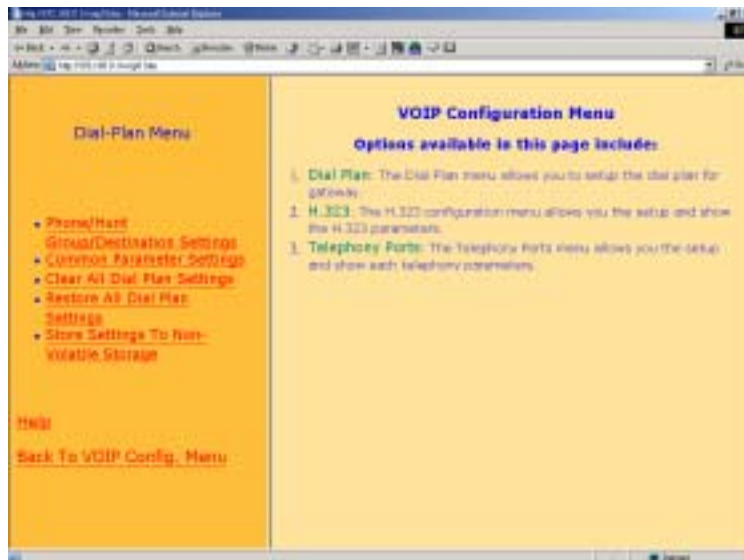 Search
Address
Dial-Plan Menu
Phone/Hunt
Group/Destination Settings
Common Parameter Settings
Clear All Dial Plan Settings
Restore All Dial Plan
Settings
Store Settings To Non-
Volatile Storage
Help
Back To VOIP Config. Menu
VOIP Configuration Menu
Options available in this page include:
1. Dial Plan: The Dial Plan menu allows you to setup the dial plan for
gateway.
2. H.323: The H.323 configuration menu allows you the setup and show
the H.323 parameters.
3. Telephony Ports: The Telephony Ports menu allows you the setup
and show each telephony parameters.